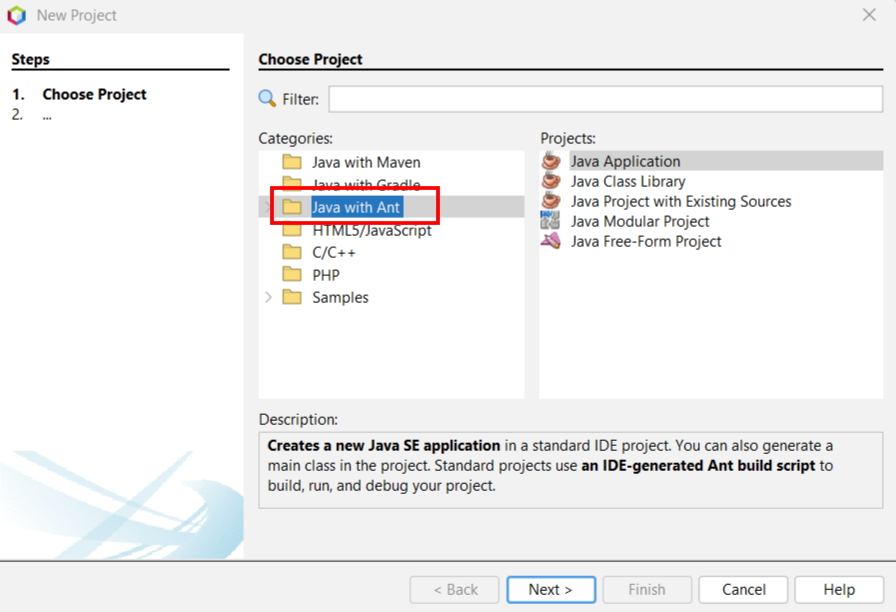 New Project
Steps
1. Choose Project
2. ...
Choose Project
Filter:
Categories:
Java with Maven
Java with Gradle
Java with Ant
HTML5/JavaScript
C/C++
PHP
Samples
Projects:
Java Application
Java Class Library
Java Project with Existing Sources
Java Modular Project
Java Free-Form Project
Description:
Creates a new Java SE application in a standard IDE project. You can also generate a
main class in the project. Standard projects use an IDE-generated Ant build script to
build, run, and debug your project.
< Back
Next >
Finish
Cancel
Help